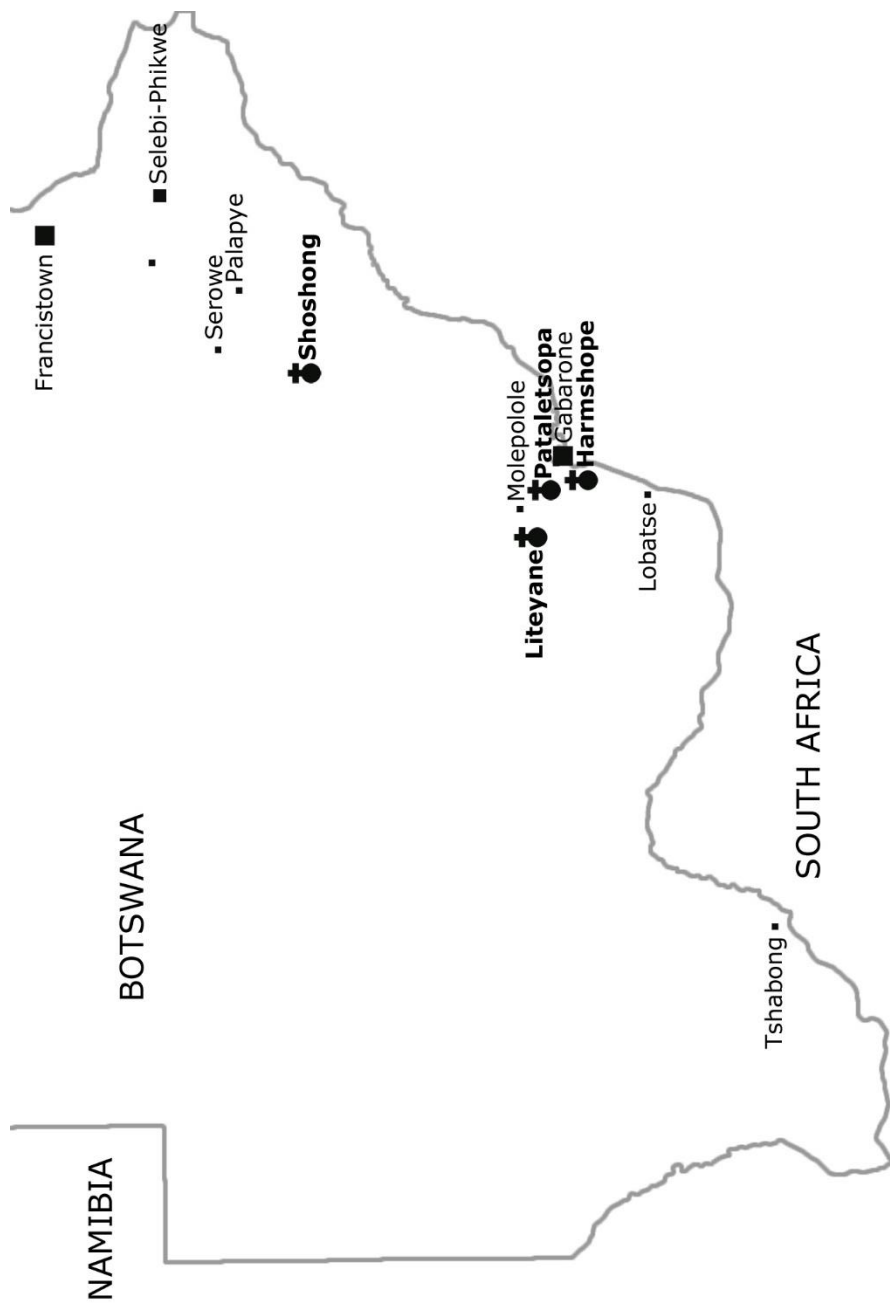 NAMIBIA
BOTSWANA
SOUTH AFRICA
Francistown
Selebi-Phikwe
Serowe
Palapye
Shoshong
Molepolole
Liteyane
Pataletsopa
Gabarone
Harmshope
Lobatse
Tshabong